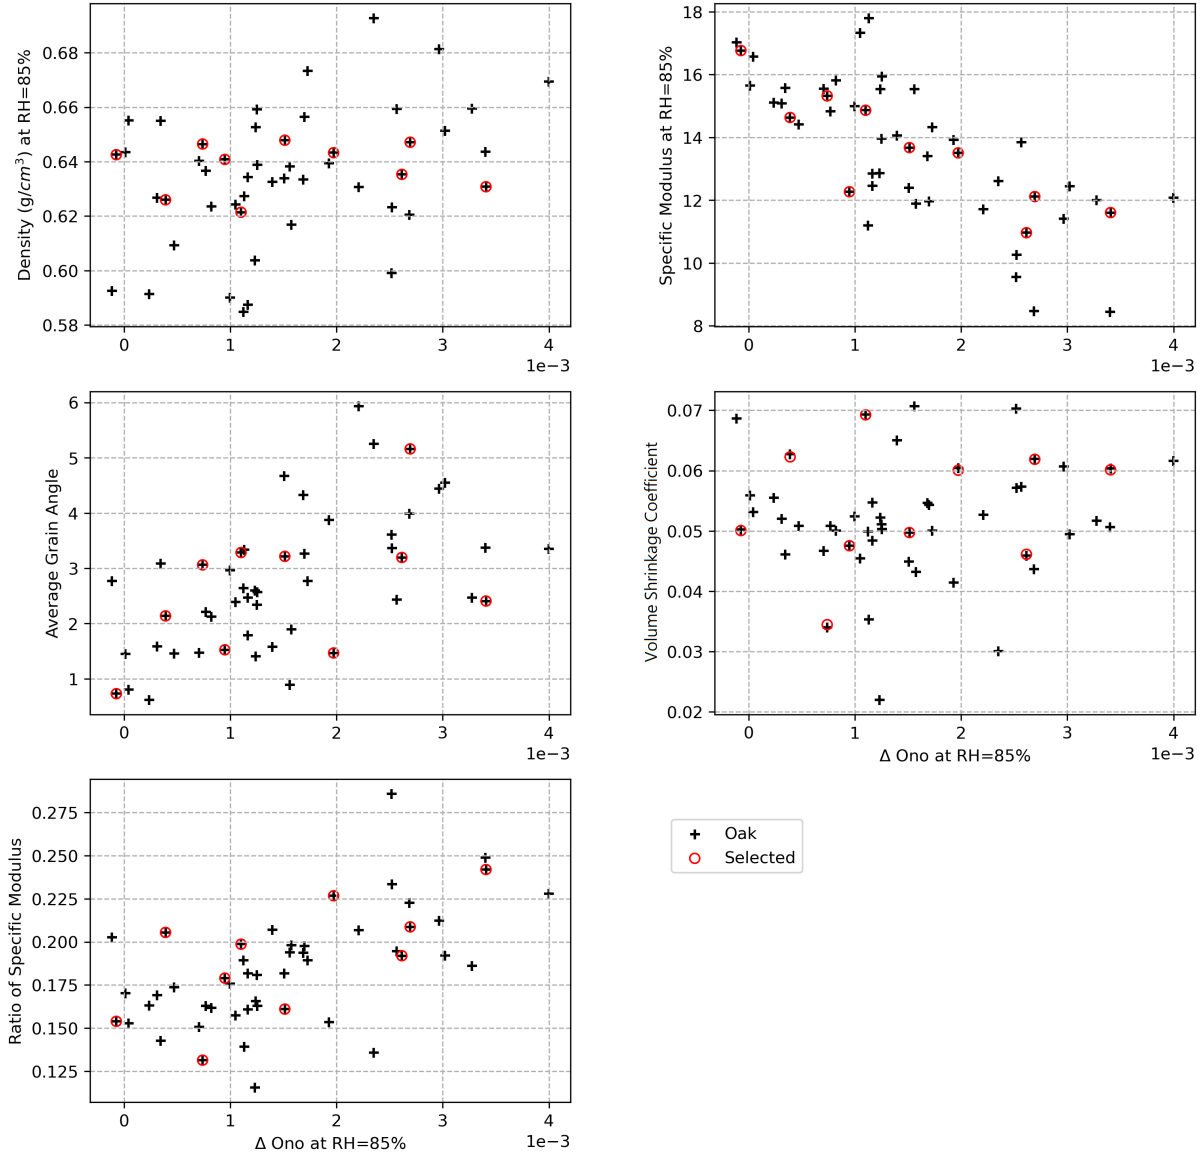 Density (g/cm³) at RH=85%
0.68
0.66
0.64
0.62
0.60
0.58
0 1 2 3 4
1e−3
Specific Modulus at RH=85%
18
16
14
12
10
8
0 1 2 3 4
1e−3
Average Grain Angle
6
5
4
3
2
1
0 1 2 3 4
1e−3
Volume Shrinkage Coefficient
0.07
0.06
0.05
0.04
0.03
0.02
0 1 2 3 4
Δ Ono at RH=85%
1e−3
Ratio of Specific Modulus
0.275
0.250
0.225
0.200
0.175
0.150
0.125
0 1 2 3 4
Δ Ono at RH=85%
1e−3
Oak
Selected